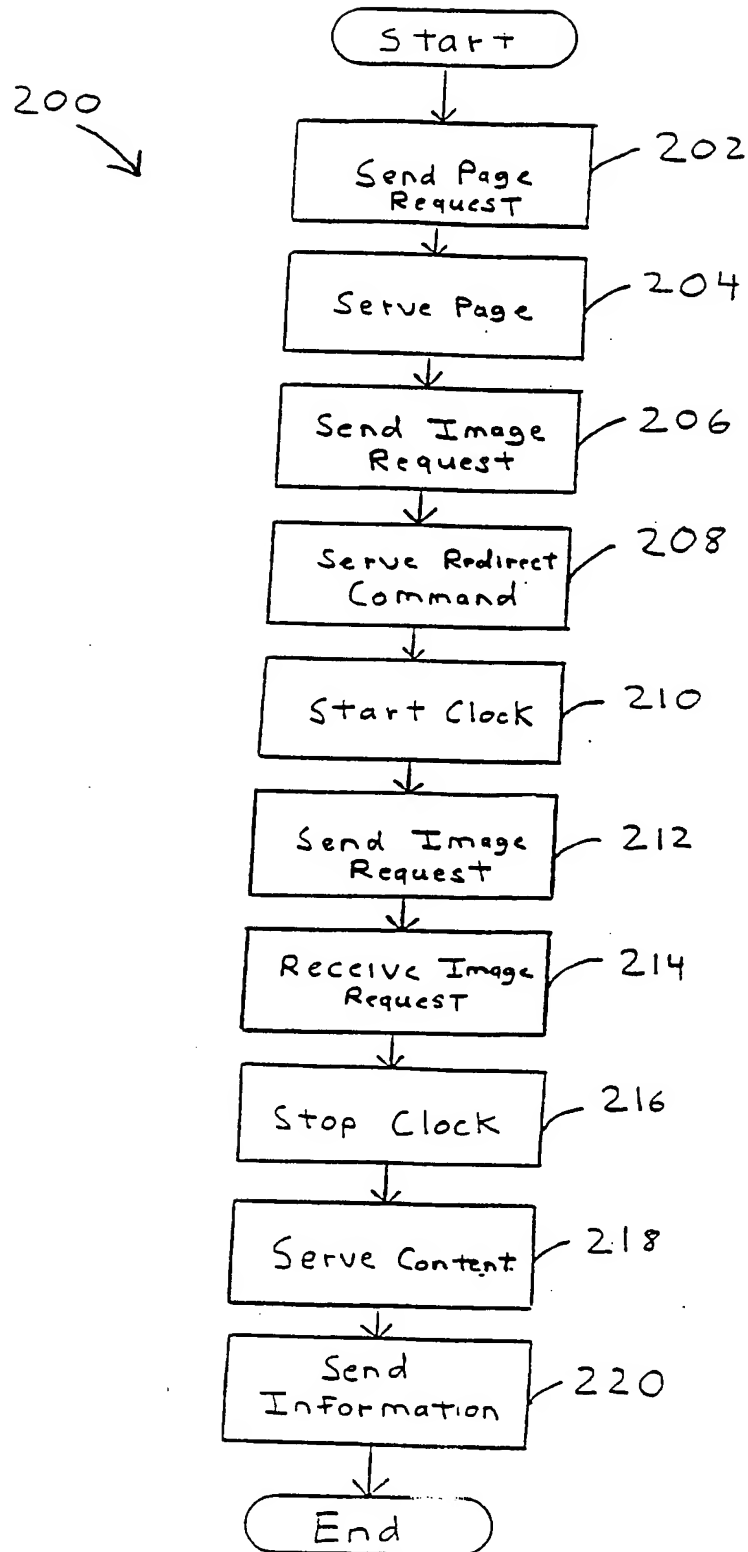 Start
200
202
Send Page
Request
204
Serve Page
206
Send Image
Request
208
Serve Redirect
Command
210
Start Clock
212
Send Image
Request
214
Receive Image
Request
216
Stop Clock
218
Serve Content
220
Send
Information
End